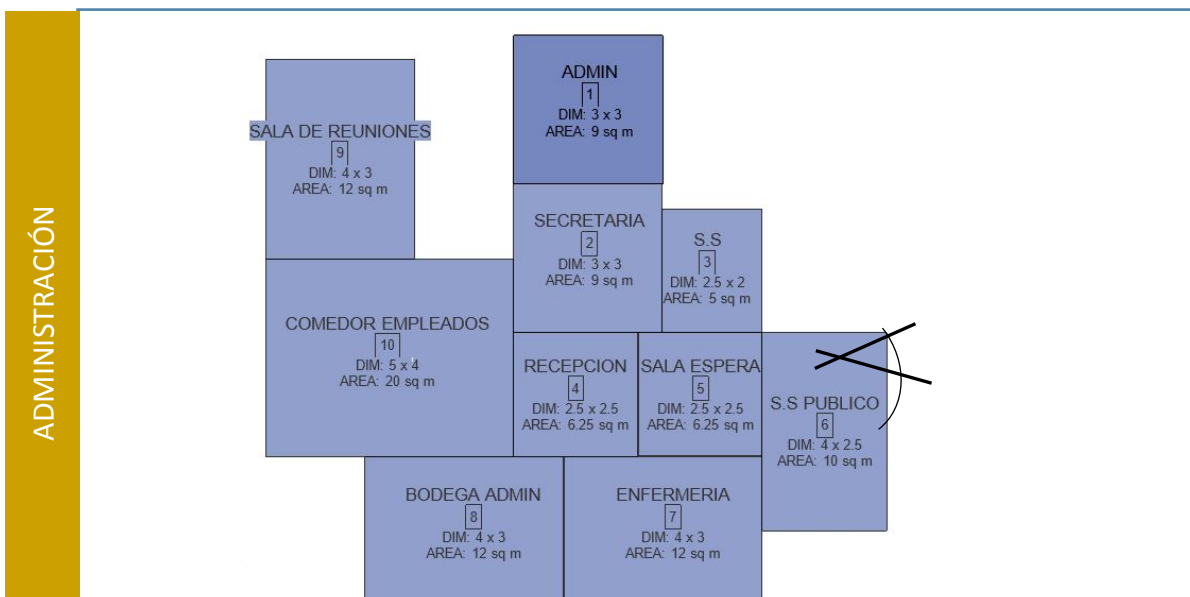 ADMINISTRACIÓN
ADMIN
1
DIM: 3 x 3
AREA: 9 sq m
SALA DE REUNIONES
9
DIM: 4 x 3
AREA: 12 sq m
SECRETARIA
2
DIM: 3 x 3
AREA: 9 sq m
S.S
3
DIM: 2.5 x 2
AREA: 5 sq m
COMEDOR EMPLEADOS
10
DIM: 5 x 4
AREA: 20 sq m
RECEPCION
4
DIM: 2.5 x 2.5
AREA: 6.25 sq m
SALA ESPERA
5
DIM: 2.5 x 2.5
AREA: 6.25 sq m
S.S PUBLICO
6
DIM: 4 x 2.5
AREA: 10 sq m
BODEGA ADMIN
8
DIM: 4 x 3
AREA: 12 sq m
ENFERMERIA
7
DIM: 4 x 3
AREA: 12 sq m